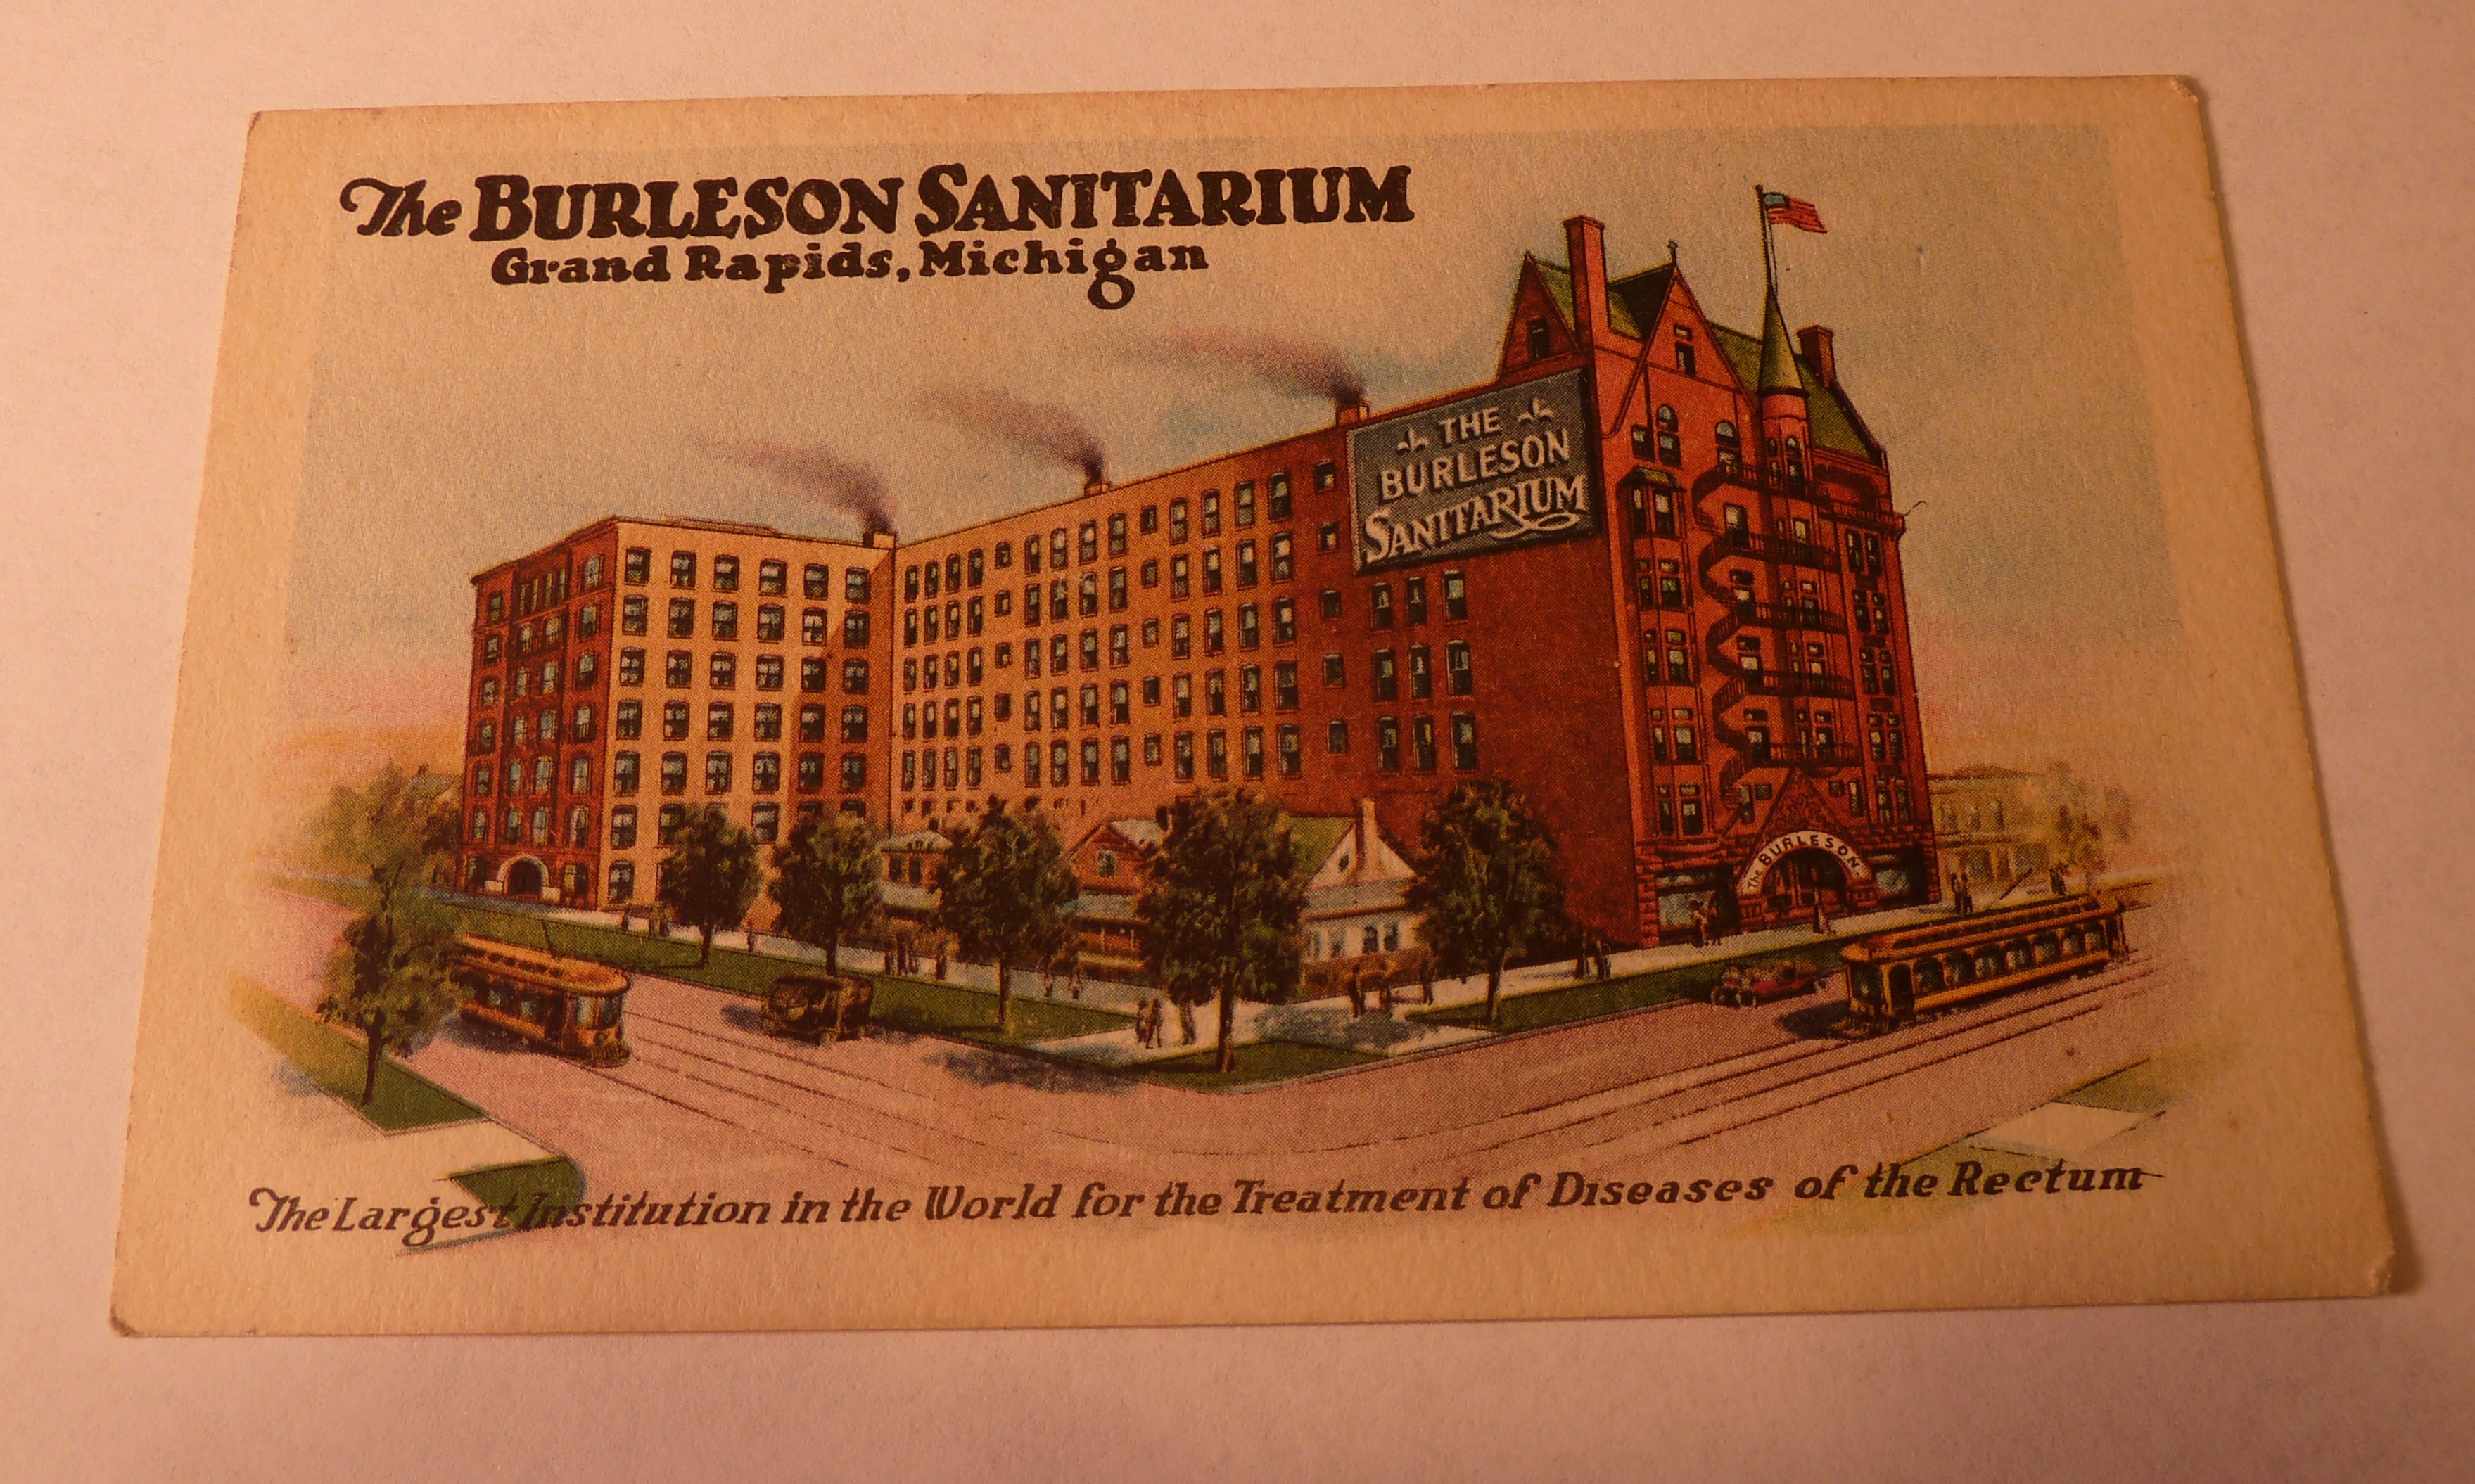 The BURLESON SANITARIUM
Grand Rapids, Michigan
THE
BURLESON
SANITARIUM
The BURLESON
The Largest Institution in the World for the Treatment of Diseases of the Rectum